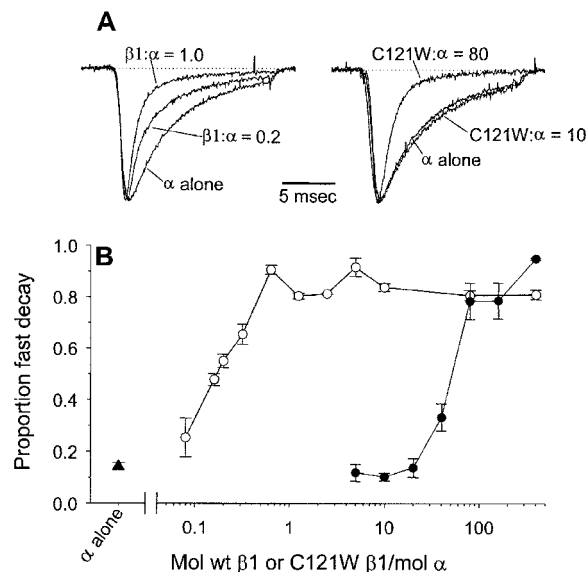 A
β1:α = 1.0
β1:α = 0.2
α alone
C121W:α = 80
C121W:α = 10
α alone
5 msec
B
Proportion fast decay
1.0
0.8
0.6
0.4
0.2
0.0
α alone
0.1
1
10
100
Mol wt β1 or C121W β1/mol α